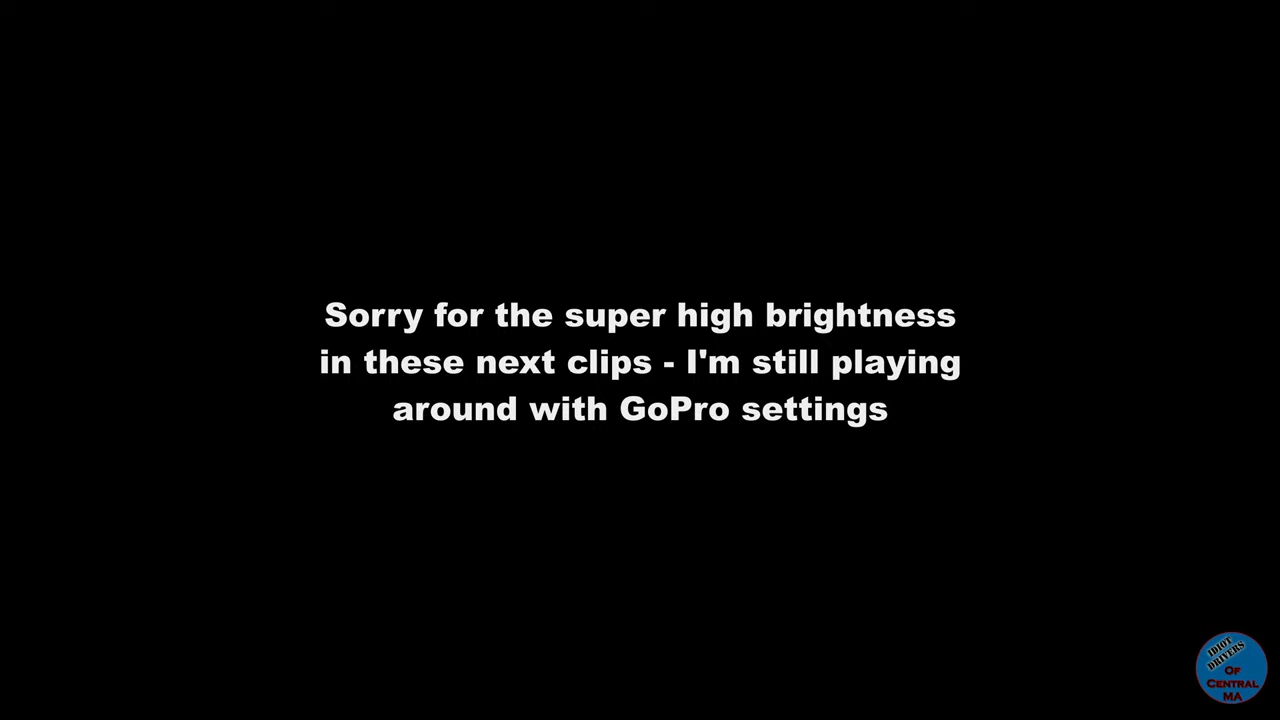 Sorry for the super high brightness
in these next clips - I'm still playing
around with GoPro settings
IDIOT
DRIVERS
OF
CENTRAL
MA